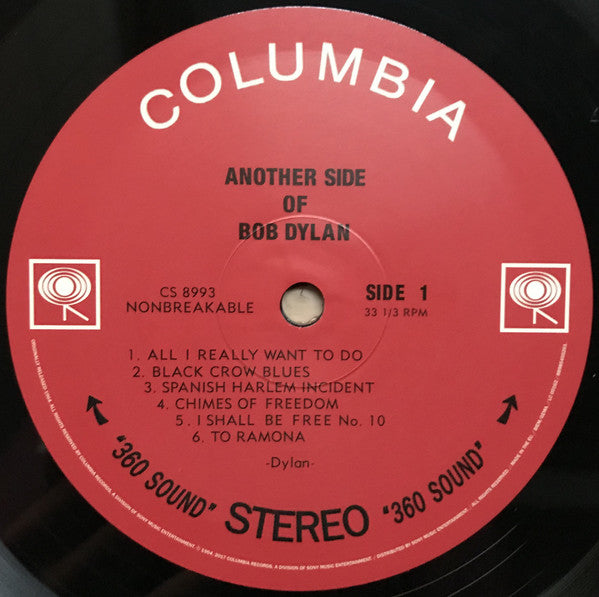 COLUMBIA
ANOTHER SIDE
OF
BOB DYLAN
CS 8993
NONBREAKABLE
SIDE 1
33 1/3 RPM
1. ALL I REALLY WANT TO DO
2. BLACK CROW BLUES
3. SPANISH HARLEM INCIDENT
4. CHIMES OF FREEDOM
5. I SHALL BE FREE No. 10
6. TO RAMONA
-Dylan-
"360 SOUND" STEREO "360 SOUND"